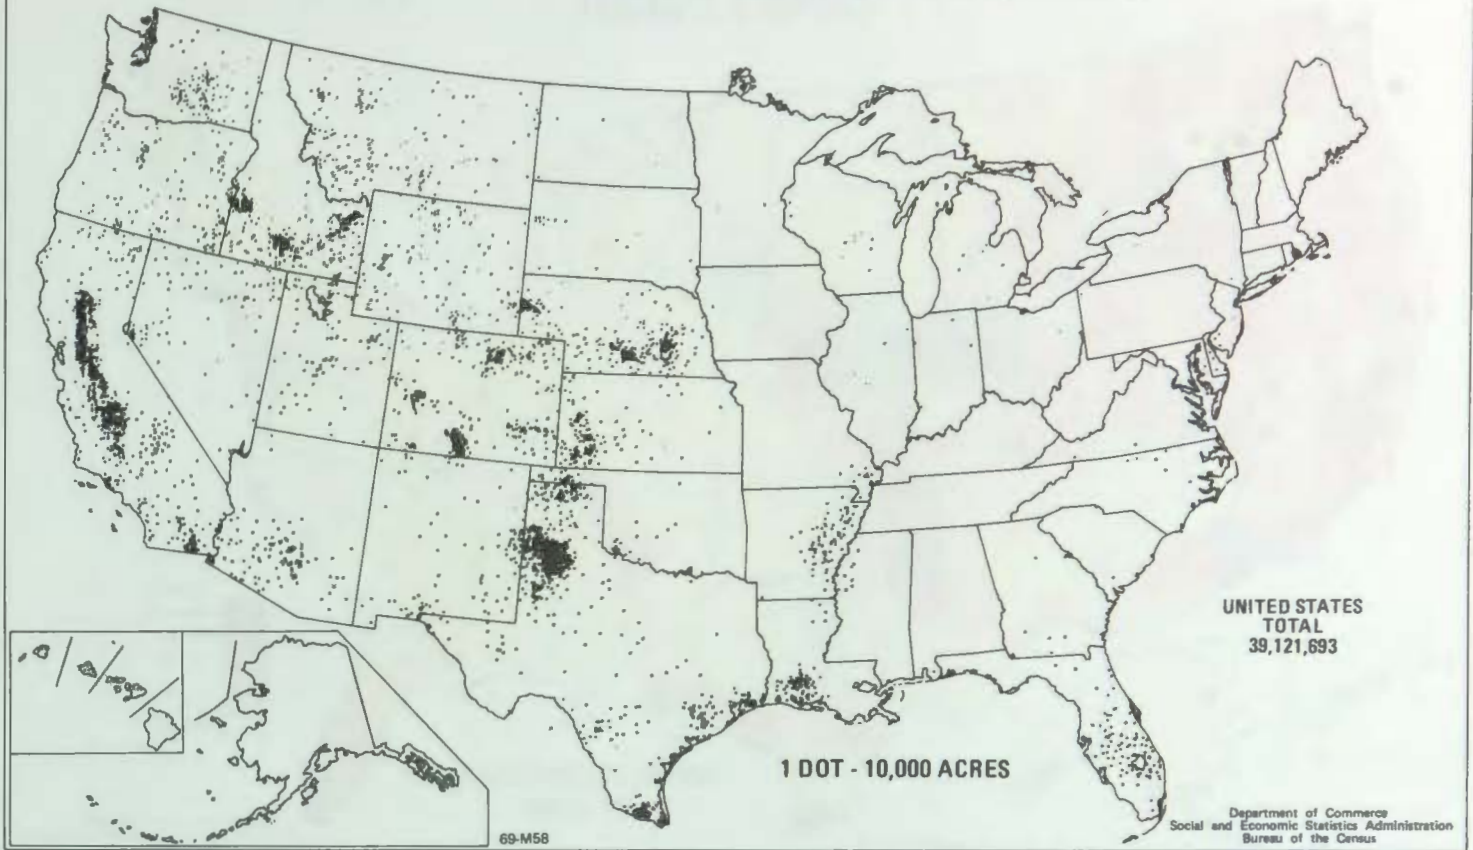 UNITED STATES
TOTAL
39,121,693
1 DOT - 10,000 ACRES
69-M58
Department of Commerce
Social and Economic Statistics Administration
Bureau of the Census